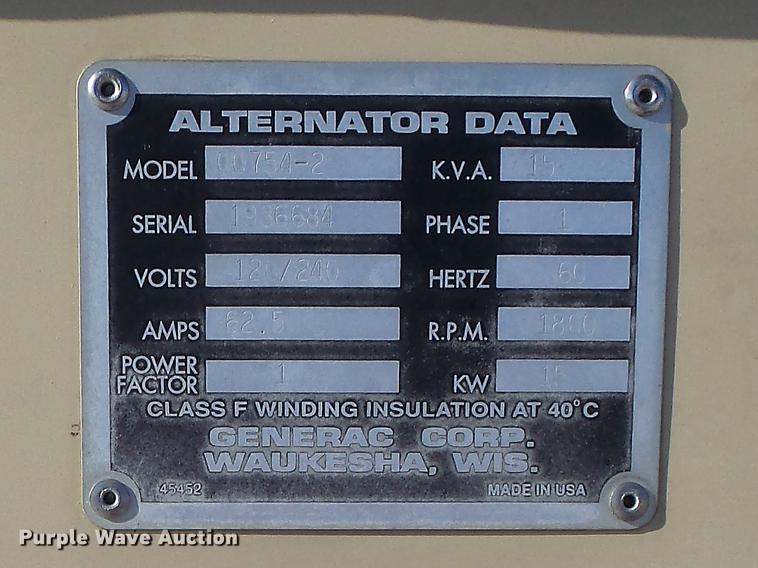 ALTERNATOR DATA
MODEL 00754-2 K.V.A. 15
SERIAL 1936684 PHASE 1
VOLTS 120/240 HERTZ 60
AMPS 62.5 R.P.M. 1800
POWER FACTOR 1 KW 15
CLASS F WINDING INSULATION AT 40°C
GENERAC CORP.
WAUKESHA, WIS.
45452 MADE IN USA
Purple Wave Auction